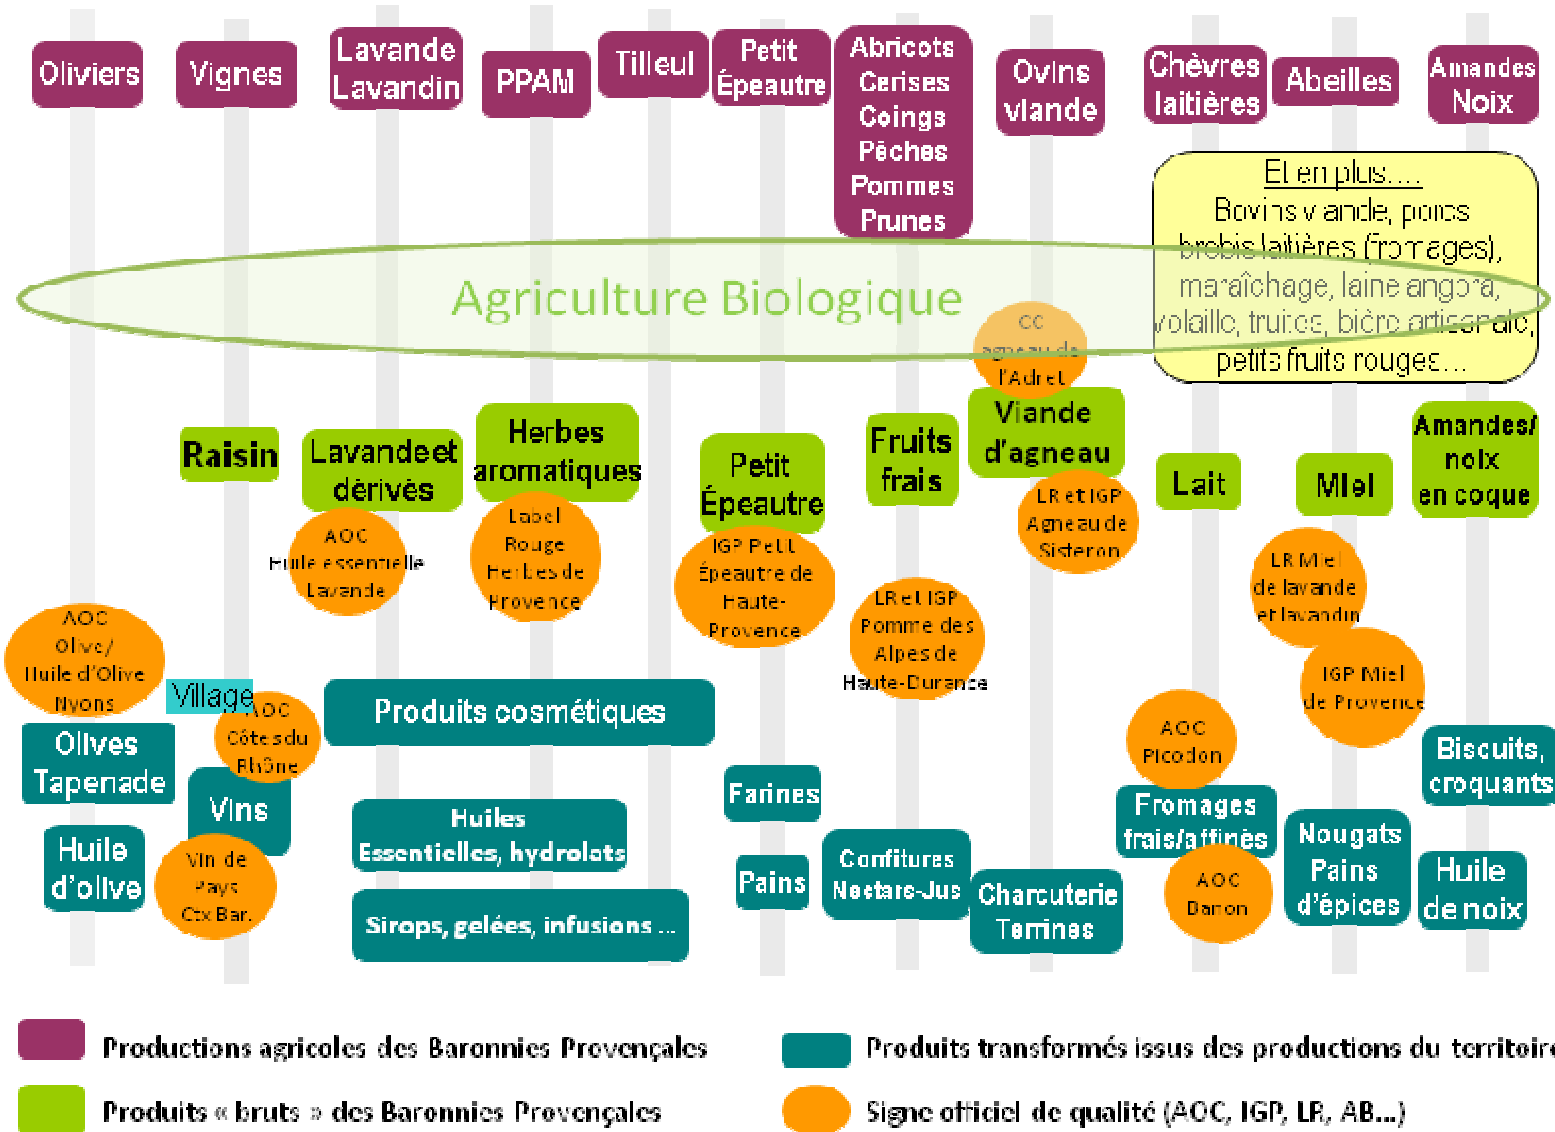 Oliviers
Vignes
Lavande
Lavandin
PPAM
Tilleul
Petit
Épeautre
Abricots
Cerises
Coings
Pêches
Pommes
Prunes
Ovins
viande
Chèvres
laitières
Abeilles
Amandes
Noix
Et en plus....
Bovins viande, porcs
brebis laitières (fromages),
maraîchage, laine angora,
volaille, truites, bière artisanale,
petits fruits rouges...
Agriculture Biologique
CC
agneau de
l'Adret
Raisin
Lavande et
dérivés
Herbes
aromatiques
Petit
Épeautre
Fruits
frais
Viande
d'agneau
Lait
Miel
Amandes/
noix
en coque
AOC
Huile essentielle
Lavande
Label
Rouge
Herbes de
Provence
IGP Petit
Épeautre de
Haute-
Provence
LR et IGP
Pomme des
Alpes de
Haute-Durance
LR et IGP
Agneau de
Sisteron
LR Miel
de lavande
et lavandin
IGP Miel
de Provence
AOC
Olive/
Huile d'Olive
Nyons
Village
AOC
Côtes du
Rhône
AOC
Picodon
Olives
Tapenade
Huile
d'olive
Vins
Vin de
Pays
Ctx Bar.
Produits cosmétiques
Huiles
Essentielles, hydrolats
Sirops, gelées, infusions ...
Farines
Pains
Confitures
Nectars-Jus
Charcuterie
Terrines
Fromages
frais/affinés
AOC
Banon
Nougats
Pains
d'épices
Biscuits,
croquants
Huile
de noix
Productions agricoles des Baronnies Provençales
Produits « bruts » des Baronnies Provençales
Produits transformés issus des productions du territoire
Signe officiel de qualité (AOC, IGP, LR, AB...)